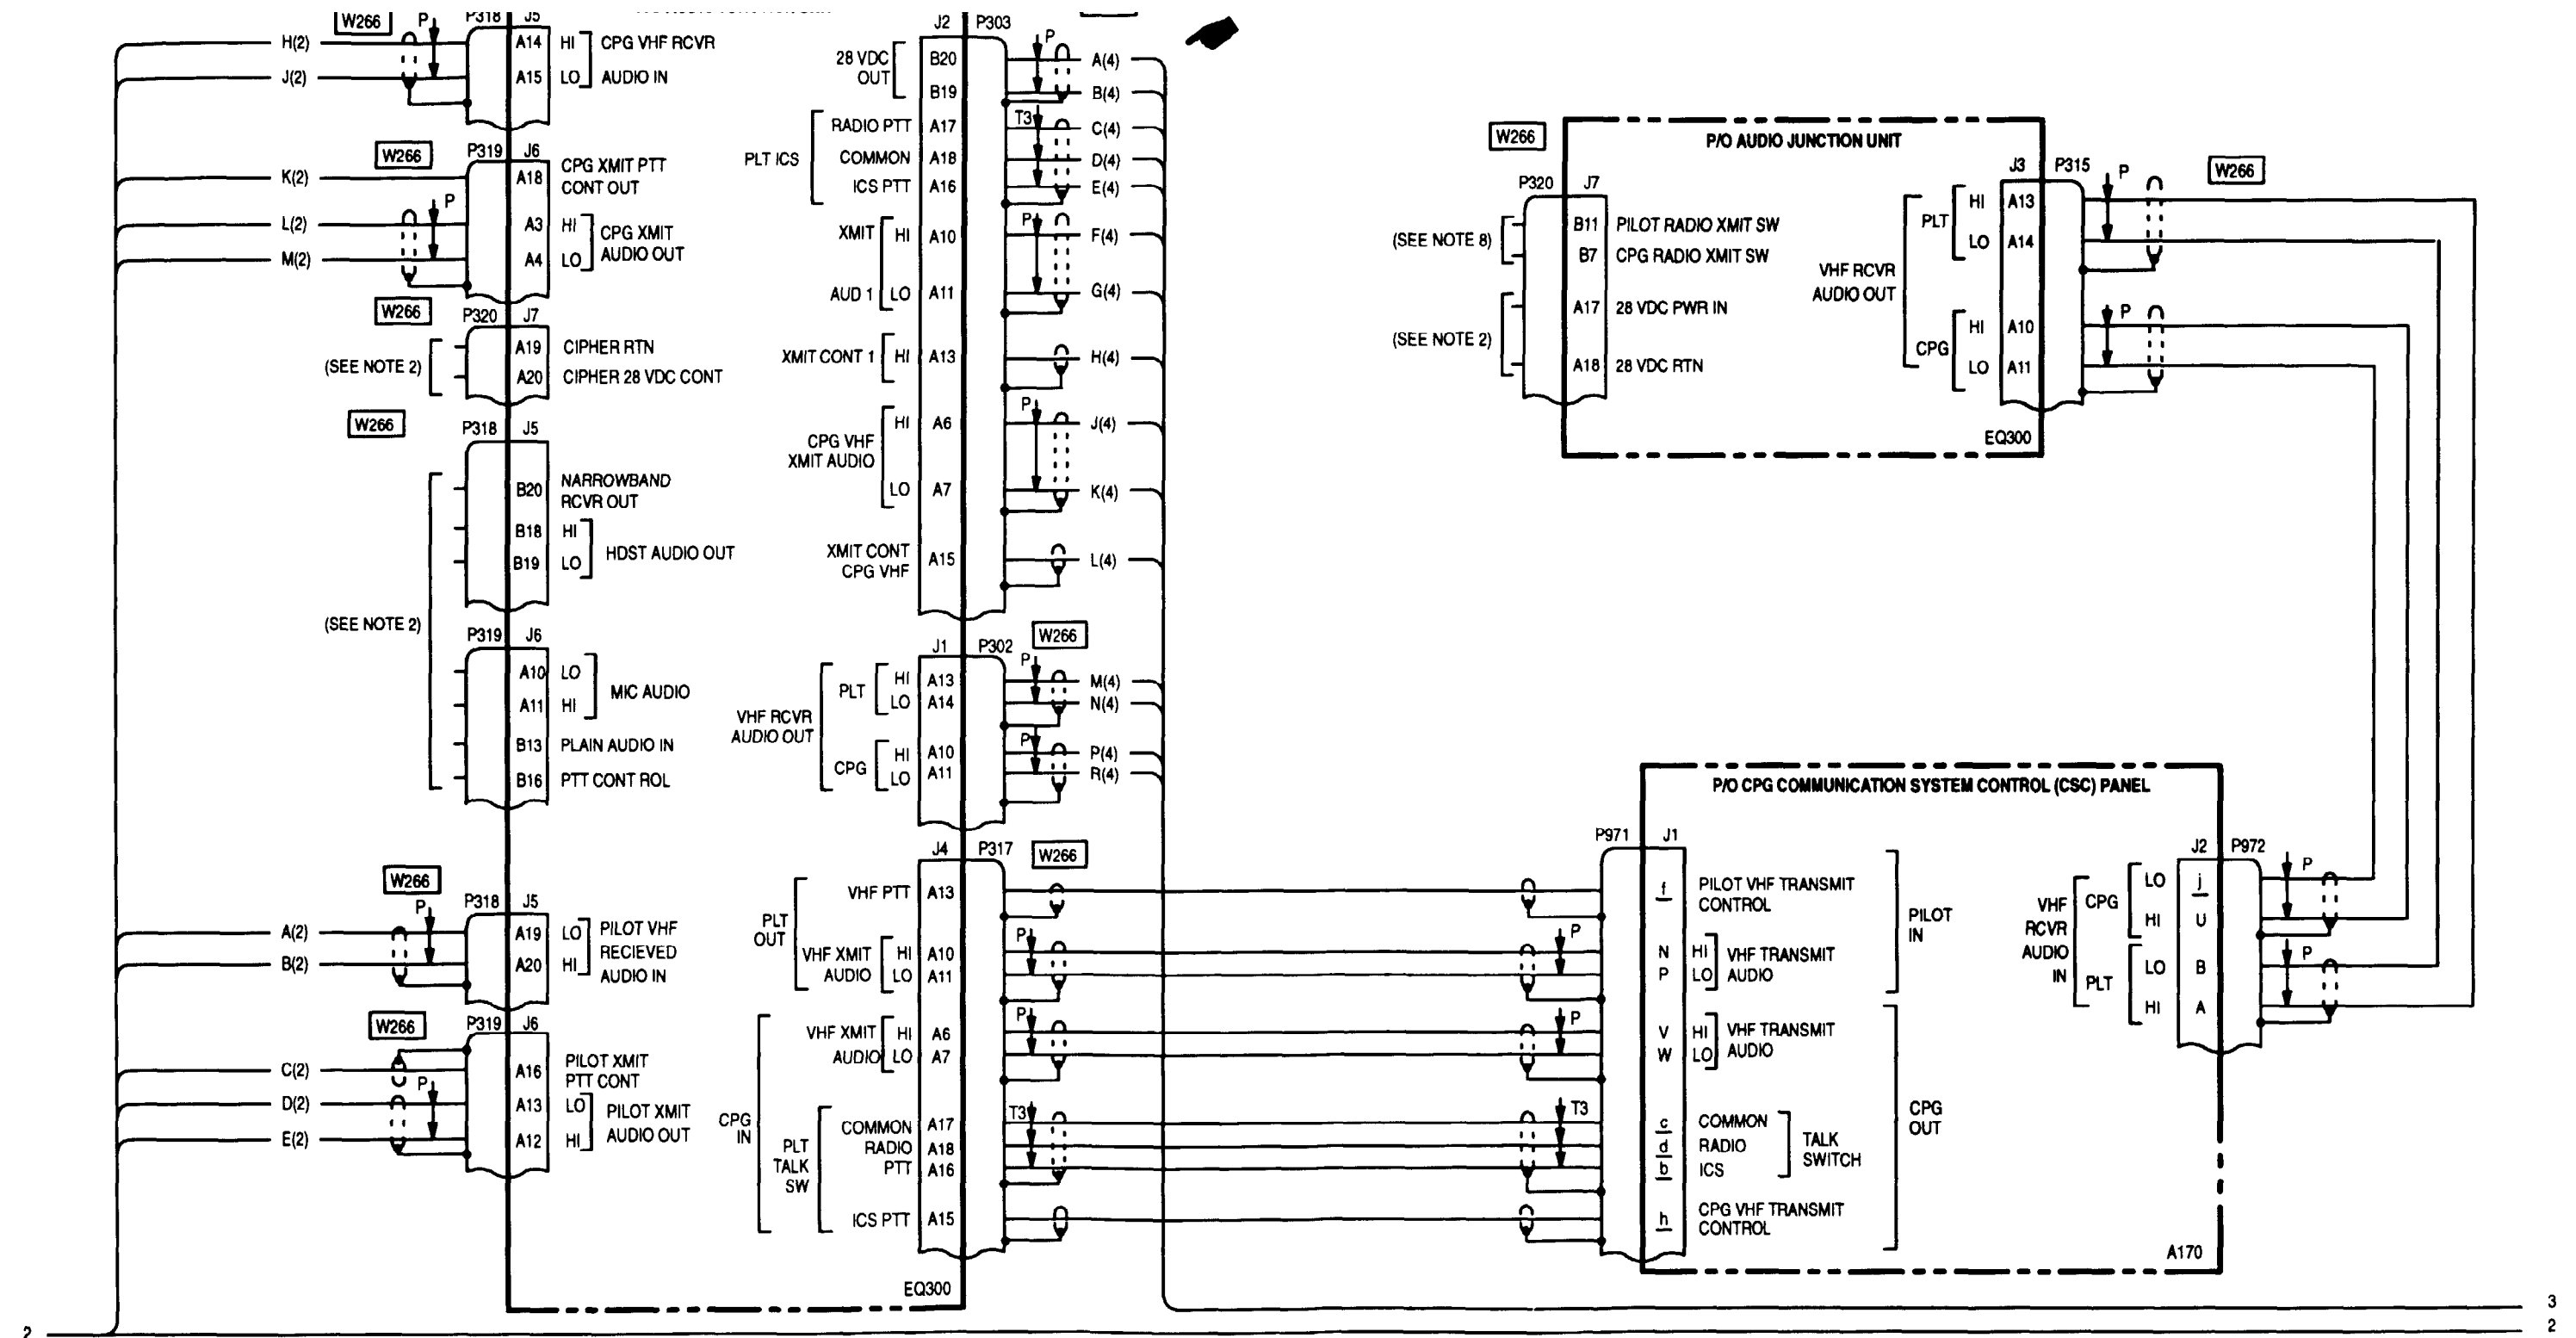 W266
P
P318
J5
H(2)
A14
HI
CPG VHF RCVR
J(2)
A15
LO
AUDIO IN
W266
P319
J6
K(2)
A18
CPG XMIT PTT
CONT OUT
P
L(2)
A3
HI
CPG XMIT
M(2)
A4
LO
AUDIO OUT
W266
P320
J7
(SEE NOTE 2)
A19
CIPHER RTN
A20
CIPHER 28 VDC CONT
W266
P318
J5
B20
NARROWBAND
RCVR OUT
B18
HI
HDST AUDIO OUT
B19
LO
(SEE NOTE 2)
P319
J6
A10
LO
MIC AUDIO
A11
HI
B13
PLAIN AUDIO IN
B16
PTT CONT ROL
W266
P
P318
J5
A(2)
A19
LO
PILOT VHF
RECIEVED
B(2)
A20
HI
AUDIO IN
W266
P319
J6
C(2)
A16
PILOT XMIT
PTT CONT
P
D(2)
A13
LO
PILOT XMIT
E(2)
A12
HI
AUDIO OUT
J2
P303
28 VDC
OUT
B20
P
A(4)
B19
B(4)
PLT ICS
RADIO PTT
A17
T3
C(4)
COMMON
A18
D(4)
ICS PTT
A16
E(4)
XMIT
HI
A10
P
F(4)
AUD 1
LO
A11
G(4)
XMIT CONT 1
HI
A13
H(4)
CPG VHF
XMIT AUDIO
HI
A6
P
J(4)
LO
A7
K(4)
XMIT CONT
CPG VHF
A15
L(4)
J1
P302
W266
VHF RCVR
AUDIO OUT
PLT
HI
A13
P
M(4)
LO
A14
N(4)
CPG
HI
A10
P
P(4)
LO
A11
R(4)
J4
P317
W266
PLT
OUT
VHF PTT
A13
VHF XMIT
AUDIO
HI
A10
P
LO
A11
CPG
IN
VHF XMIT
AUDIO
HI
A6
P
LO
A7
PLT
TALK
SW
COMMON
A17
T3
RADIO
A18
PTT
A16
ICS PTT
A15
EQ300
W266
P/O AUDIO JUNCTION UNIT
P320
J7
(SEE NOTE 8)
B11
PILOT RADIO XMIT SW
B7
CPG RADIO XMIT SW
(SEE NOTE 2)
A17
28 VDC PWR IN
A18
28 VDC RTN
J3
P315
W266
VHF RCVR
AUDIO OUT
PLT
HI
A13
P
LO
A14
CPG
HI
A10
P
LO
A11
EQ300
P/O CPG COMMUNICATION SYSTEM CONTROL (CSC) PANEL
P971
J1
f
PILOT VHF TRANSMIT
CONTROL
PILOT
IN
P
N
HI
VHF TRANSMIT
P
LO
AUDIO
P
V
HI
VHF TRANSMIT
W
LO
AUDIO
CPG
OUT
T3
c
COMMON
d
RADIO
TALK
SWITCH
b
ICS
h
CPG VHF TRANSMIT
CONTROL
J2
P972
VHF
RCVR
AUDIO
IN
CPG
LO
j
P
HI
U
PLT
LO
B
P
HI
A
A170
3
2
2